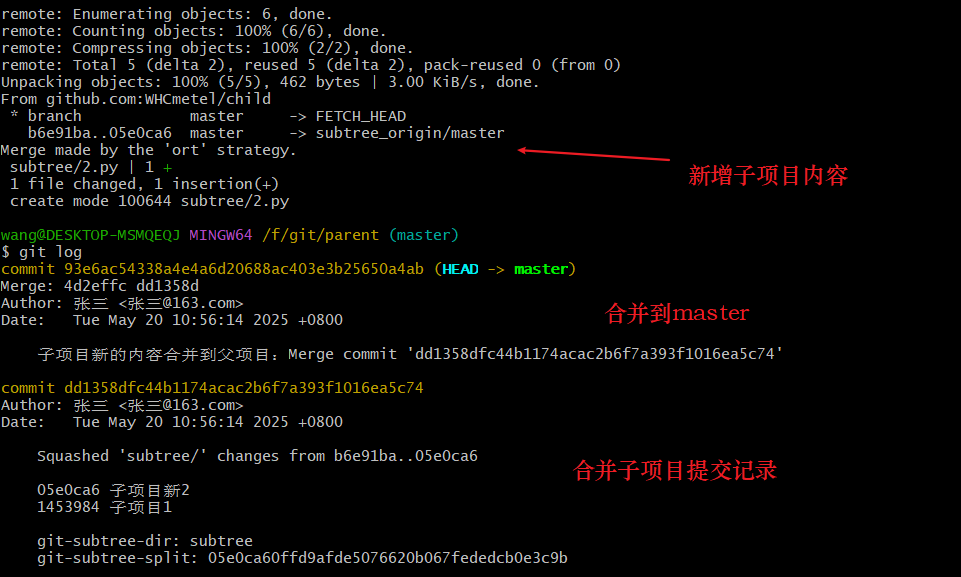 remote: Enumerating objects: 6, done.
remote: Counting objects: 100% (6/6), done.
remote: Compressing objects: 100% (2/2), done.
remote: Total 5 (delta 2), reused 5 (delta 2), pack-reused 0 (from 0)
Unpacking objects: 100% (5/5), 462 bytes | 3.00 KiB/s, done.
From github.com:WHCmetel/child
 * branch            master     -> FETCH_HEAD
   b6e91ba..05e0ca6  master     -> subtree_origin/master
Merge made by the 'ort' strategy.
 subtree/2.py | 1 +
新增子项目内容
 1 file changed, 1 insertion(+)
 create mode 100644 subtree/2.py
wang@DESKTOP-MSMQEQJ MINGW64 /f/git/parent (master)
$ git log
commit 93e6ac54338a4e4a6d20688ac403e3b25650a4ab (HEAD -> master)
Merge: 4d2effc dd1358d
Author: 张三 <张三@163.com>
合并到master
Date:   Tue May 20 10:56:14 2025 +0800
    子项目新的内容合并到父项目: Merge commit 'dd1358dfc44b1174acac2b6f7a393f1016ea5c74'
commit dd1358dfc44b1174acac2b6f7a393f1016ea5c74
Author: 张三 <张三@163.com>
Date:   Tue May 20 10:56:14 2025 +0800
    Squashed 'subtree/' changes from b6e91ba..05e0ca6
合并子项目提交记录
    05e0ca6 子项目新2
    1453984 子项目1
    git-subtree-dir: subtree
    git-subtree-split: 05e0ca60ffd9afde5076620b067fededcb0e3c9b